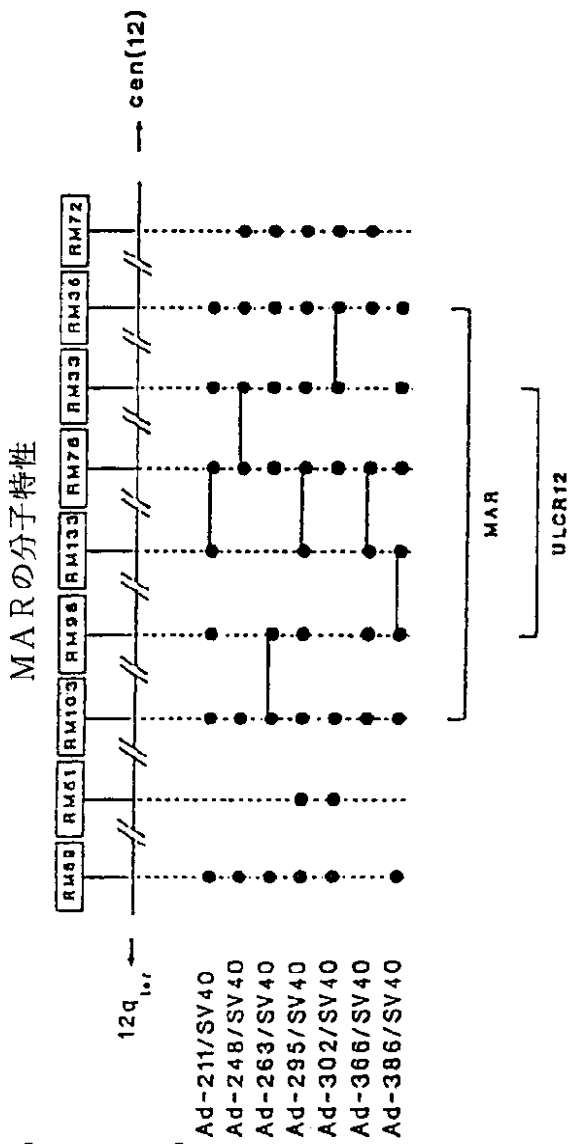 MARの分子特性
RM69 RM61 RM103 RM98 RM133 RM76 RM33 RM36 RM72
12q ter
cen(12)
Ad-211/SV40
Ad-248/SV40
Ad-263/SV40
Ad-295/SV40
Ad-302/SV40
Ad-366/SV40
Ad-386/SV40
MAR
ULCR12